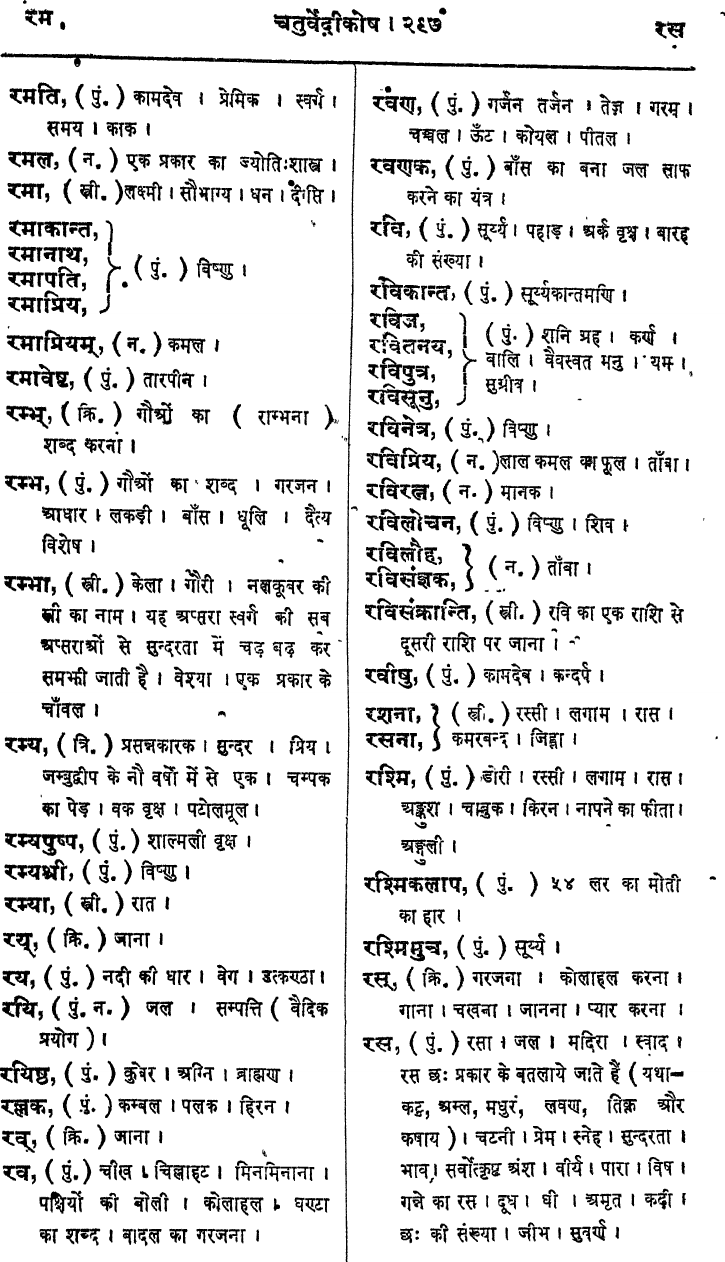 रम .
चतुर्वेदीकोष । २९७
रस
रमति, ( पुं. ) कामदेव । प्रेमिक । स्वर्ग ।
समय । काक ।
रमल, ( न. ) एक प्रकार का ज्योतिःशास्त्र ।
रमा, ( स्त्री. ) लक्ष्मी । सौभाग्य । धन । दीप्ति ।
रमाकान्त,
रमानाथ,
रमापति,
रमाप्रिय,
( पुं. ) विष्णु ।
रमाप्रियम्, ( न. ) कमल ।
रमावेष्ट, ( पुं. ) तारपीन ।
रम्भ्, ( क्रि. ) गौओं का ( राम्भना )
शब्द करना ।
रम्भ, ( पुं. ) गौओं का शब्द । गरजन ।
आधार । लकड़ी । बाँस । धूलि । दैत्य
विशेष ।
रम्भा, ( स्त्री. ) केला । गौरी । नलकूबर की
स्त्री का नाम । यह अप्सरा स्वर्ग की सब
अप्सराओं से सुन्दरता में चढ़ बढ़ कर
समझी जाती है । वेश्या । एक प्रकार के
चाँवल ।
रम्य, ( त्रि. ) प्रसन्नकारक । सुन्दर । प्रिय ।
जम्बुद्वीप के नौ वर्षों में से एक । चम्पक
का पेड़ । वक वृक्ष । पटोलमूल ।
रम्यपुष्प, ( पुं. ) शाल्मली वृक्ष ।
रम्यश्री, ( पुं. ) विष्णु ।
रम्या, ( स्त्री. ) रात ।
रय्, ( क्रि. ) जाना ।
रय, ( पुं. ) नदी की धार । वेग । उत्कण्ठा ।
रयि, ( पुं. न. ) जल । सम्पत्ति ( वैदिक
प्रयोग ) ।
रयिष्ठ, ( पुं. ) कुबेर । अग्नि । ब्राह्मण ।
रल्लक, ( पुं. ) कम्बल । पलक । हिरन ।
रव्, ( क्रि. ) जाना ।
रव, ( पुं. ) चीख । चिल्लाहट । मिनमिनाना ।
पक्षियों की बोली । कोलाहल । घण्टा
का शब्द । बादल का गरजना ।
रवण, ( पुं. ) गर्जन तर्जन । तेज़ । गरम ।
चञ्चल । ऊँट । कोयल । पीतल ।
रवणक, ( पुं. ) बाँस का बना जल साफ
करने का यंत्र ।
रवि, ( पुं. ) सूर्य्य । पहाड़ । अर्क वृक्ष । बारह
की संख्या ।
रविकान्त, ( पुं. ) सूर्य्यकान्तमणि ।
रविज,
रवितनय,
रविपुत्र,
रविसूनु,
( पुं. ) शनि ग्रह । कर्ण ।
बालि । वैवस्वत मनु । यम ।
सुग्रीव ।
रविनेत्र, ( पुं. ) विष्णु ।
रविप्रिय, ( न. ) लाल कमल का फूल । ताँबा ।
रविरत्न, ( न. ) मानक ।
रविलोचन, ( पुं. ) विष्णु । शिव ।
रविलौह,
रविसंज्ञक,
( न. ) ताँबा ।
रविसंक्रान्ति, ( स्त्री. ) रवि का एक राशि से
दूसरी राशि पर जाना ।
रवीषु, ( पुं. ) कामदेव । कन्दर्प ।
रशना,
रसना,
( स्त्री. ) रस्सी । लगाम । रास ।
कमरबन्द । जिह्वा ।
रश्मि, ( पुं. ) डोरी । रस्सी । लगाम । रास ।
अङ्कुश । चाबुक । किरन । नापने का फीता ।
अङ्गुली ।
रश्मिकलाप, ( पुं. ) ५४ लर का मोती
का हार ।
रश्मिमुच, ( पुं. ) सूर्य्य ।
रस्, ( क्रि. ) गरजना । कोलाहल करना ।
गाना । चखना । जानना । प्यार करना ।
रस, ( पुं. ) रसा । जल । मदिरा । स्वाद ।
रस छः प्रकार के बतलाये जाते हैं ( यथा—
कटु, अम्ल, मधुर, लवण, तिक्त और
कषाय ) । चटनी । प्रेम । स्नेह । सुन्दरता ।
भाव । सर्वोत्कृष्ट अंश । वीर्य । पारा । विष ।
गन्ने का रस । दूध । घी । अमृत । कढ़ी ।
छः की संख्या । जीभ । सुवर्ण ।